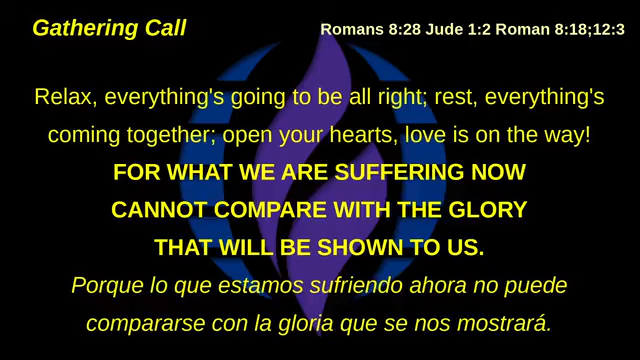 Gathering Call
Romans 8:28 Jude 1:2 Roman 8:18;12:3
Relax, everything's going to be all right; rest, everything's
coming together; open your hearts, love is on the way!
FOR WHAT WE ARE SUFFERING NOW
CANNOT COMPARE WITH THE GLORY
THAT WILL BE SHOWN TO US.
Porque lo que estamos sufriendo ahora no puede
compararse con la gloria que se nos mostrará.